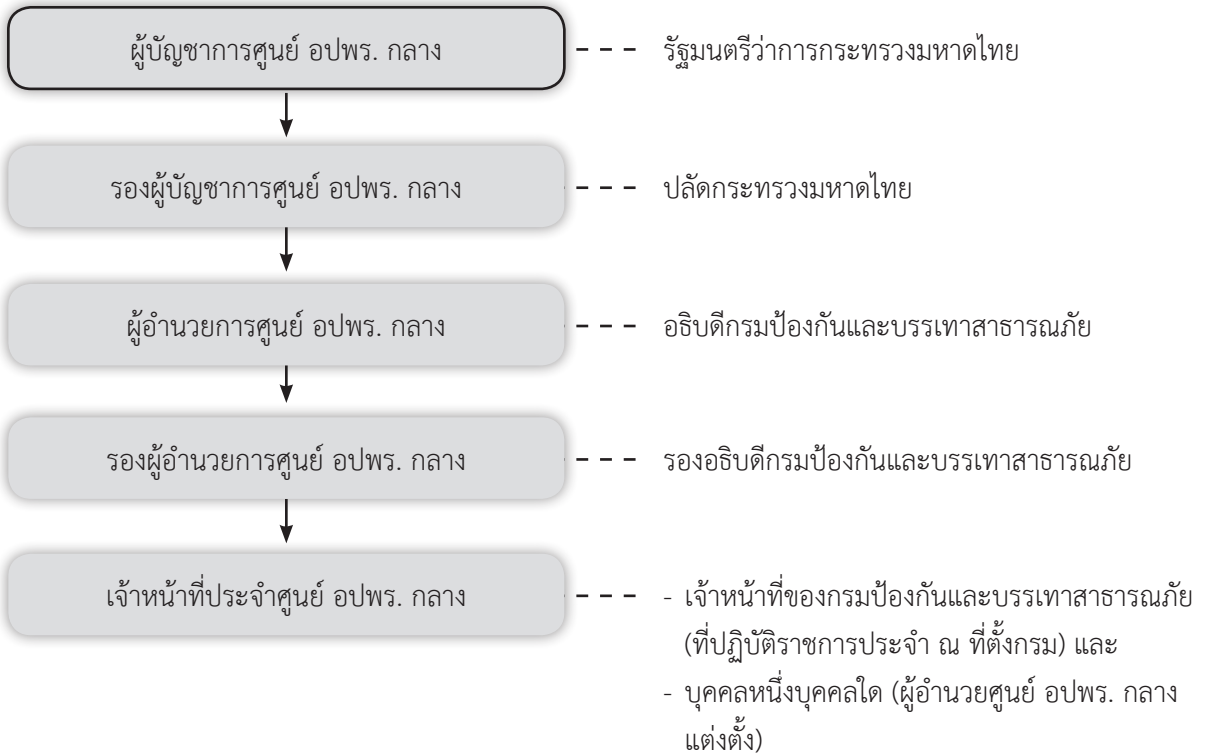 ผู้บัญชาการศูนย์ อปพร. กลาง
รัฐมนตรีว่าการกระทรวงมหาดไทย
รองผู้บัญชาการศูนย์ อปพร. กลาง
ปลัดกระทรวงมหาดไทย
ผู้อำนวยการศูนย์ อปพร. กลาง
อธิบดีกรมป้องกันและบรรเทาสาธารณภัย
รองผู้อำนวยการศูนย์ อปพร. กลาง
รองอธิบดีกรมป้องกันและบรรเทาสาธารณภัย
เจ้าหน้าที่ประจำศูนย์ อปพร. กลาง
- เจ้าหน้าที่ของกรมป้องกันและบรรเทาสาธารณภัย
(ที่ปฏิบัติราชการประจำ ณ ที่ตั้งกรม) และ
- บุคคลหนึ่งบุคคลใด (ผู้อำนวยศูนย์ อปพร. กลาง
แต่งตั้ง)